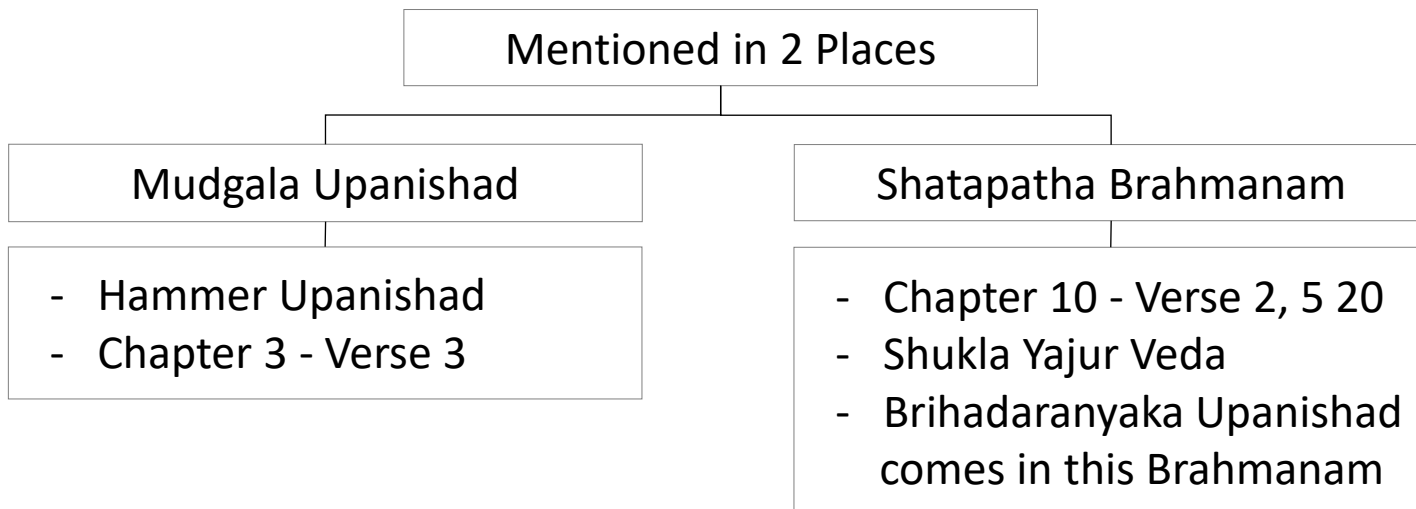 Mentioned in 2 Places
Mudgala Upanishad
- Hammer Upanishad
- Chapter 3 - Verse 3
Shatapatha Brahmanam
- Chapter 10 - Verse 2, 5 20
- Shukla Yajur Veda
- Brihadaranyaka Upanishad
comes in this Brahmanam